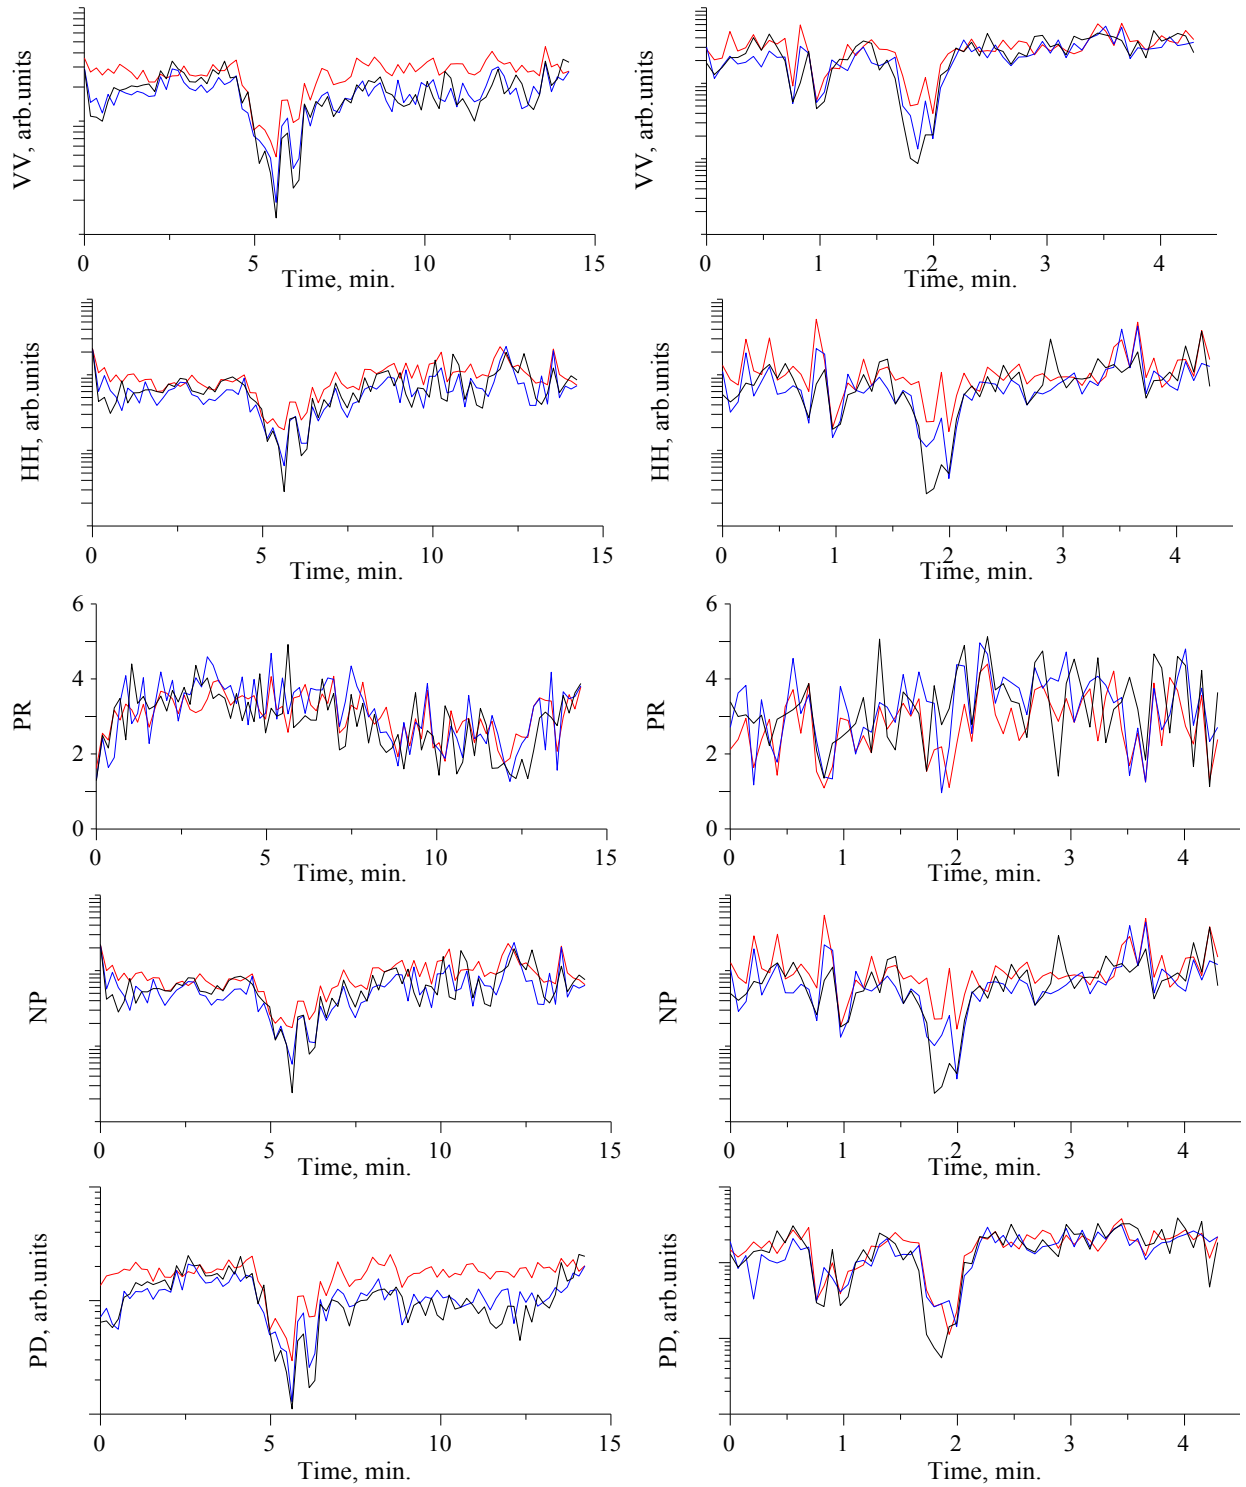 VV, arb.units
0 5 10 15
Time, min.
VV, arb.units
0 1 2 3 4
Time, min.
HH, arb.units
0 5 10 15
Time, min.
HH, arb.units
0 1 2 3 4
Time, min.
PR
6
4
2
0
0 5 10 15
Time, min.
PR
6
4
2
0
0 1 2 3 4
Time, min.
NP
0 5 10 15
Time, min.
NP
0 1 2 3 4
Time, min.
PD, arb.units
0 5 10 15
Time, min.
PD, arb.units
0 1 2 3 4
Time, min.